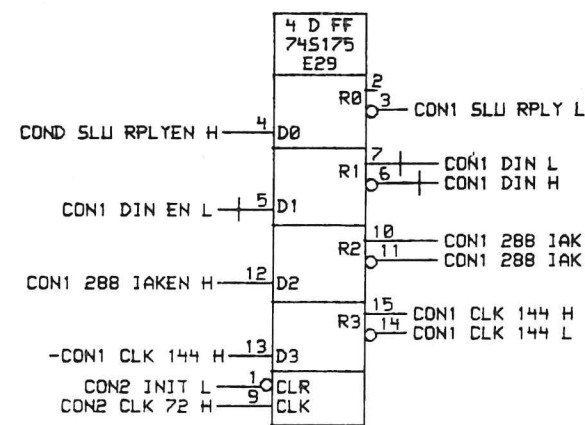 4 D FF
74S175
E29
2
R0
3 CON1 SLU RPLY L
COND SLU RPLYEN H 4 D0
7 CON1 DIN L
R1
6 CON1 DIN H
CON1 DIN EN L 5 D1
10 CON1 288 IAK
R2
11 CON1 288 IAK
CON1 288 IAKEN H 12 D2
15 CON1 CLK 144 H
R3
14 CON1 CLK 144 L
-CON1 CLK 144 H 13 D3
CON2 INIT L 1 CLR
CON2 CLK 72 H 9 CLK